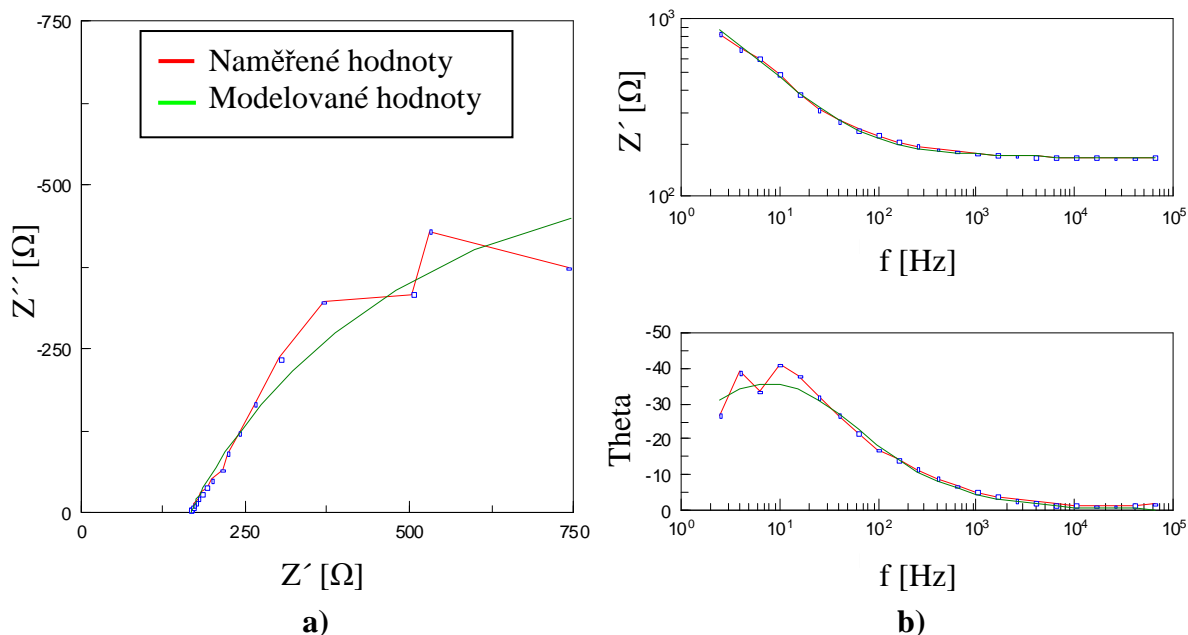 -750
-500
-250
0
Z´´ [Ω]
Naměřené hodnoty
Modelované hodnoty
0
250
500
750
Z´ [Ω]
a)
10³
10²
Z´ [Ω]
10⁰
10¹
10²
10³
10⁴
10⁵
f [Hz]
-50
-40
-30
-20
-10
0
Theta
10⁰
10¹
10²
10³
10⁴
10⁵
f [Hz]
b)